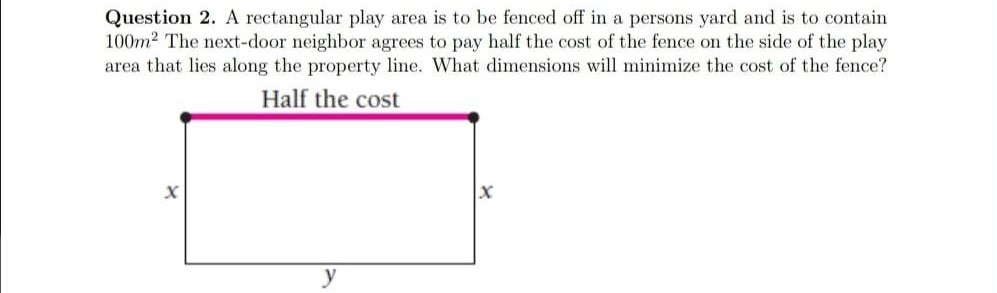 Question 2. A rectangular play area is to be fenced off in a persons yard and is to contain
100m² The next-door neighbor agrees to pay half the cost of the fence on the side of the play
area that lies along the property line. What dimensions will minimize the cost of the fence?
Half the cost
x x
y